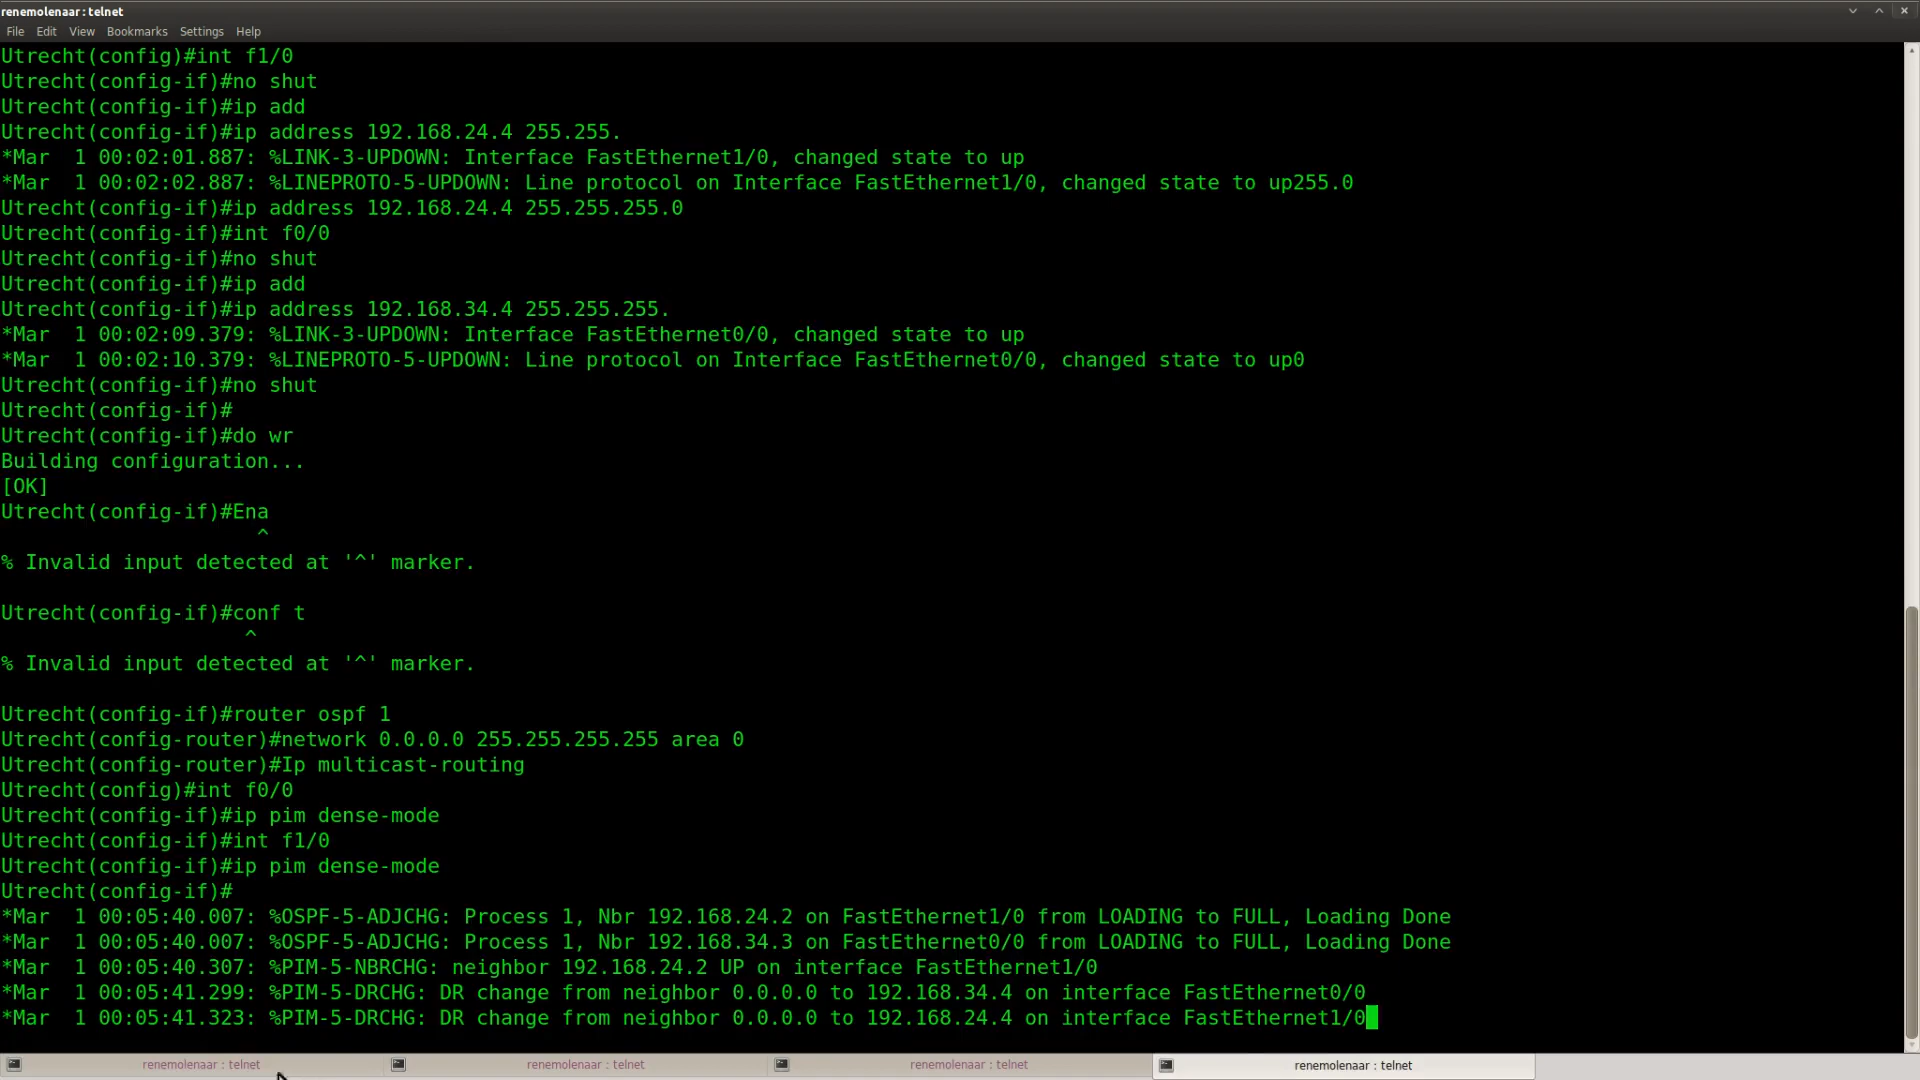 renemolenaar : telnet
File Edit View Bookmarks Settings Help
Utrecht(config)#int f1/0
Utrecht(config-if)#no shut
Utrecht(config-if)#ip add
Utrecht(config-if)#ip address 192.168.24.4 255.255.
*Mar  1 00:02:01.887: %LINK-3-UPDOWN: Interface FastEthernet1/0, changed state to up
*Mar  1 00:02:02.887: %LINEPROTO-5-UPDOWN: Line protocol on Interface FastEthernet1/0, changed state to up255.0
Utrecht(config-if)#ip address 192.168.24.4 255.255.255.0
Utrecht(config-if)#int f0/0
Utrecht(config-if)#no shut
Utrecht(config-if)#ip add
Utrecht(config-if)#ip address 192.168.34.4 255.255.255.
*Mar  1 00:02:09.379: %LINK-3-UPDOWN: Interface FastEthernet0/0, changed state to up
*Mar  1 00:02:10.379: %LINEPROTO-5-UPDOWN: Line protocol on Interface FastEthernet0/0, changed state to up0
Utrecht(config-if)#no shut
Utrecht(config-if)#
Utrecht(config-if)#do wr
Building configuration...
[OK]
Utrecht(config-if)#Ena
^
% Invalid input detected at '^' marker.
Utrecht(config-if)#conf t
^
% Invalid input detected at '^' marker.
Utrecht(config-if)#router ospf 1
Utrecht(config-router)#network 0.0.0.0 255.255.255.255 area 0
Utrecht(config-router)#Ip multicast-routing
Utrecht(config)#int f0/0
Utrecht(config-if)#ip pim dense-mode
Utrecht(config-if)#int f1/0
Utrecht(config-if)#ip pim dense-mode
Utrecht(config-if)#
*Mar  1 00:05:40.007: %OSPF-5-ADJCHG: Process 1, Nbr 192.168.24.2 on FastEthernet1/0 from LOADING to FULL, Loading Done
*Mar  1 00:05:40.007: %OSPF-5-ADJCHG: Process 1, Nbr 192.168.34.3 on FastEthernet0/0 from LOADING to FULL, Loading Done
*Mar  1 00:05:40.307: %PIM-5-NBRCHG: neighbor 192.168.24.2 UP on interface FastEthernet1/0
*Mar  1 00:05:41.299: %PIM-5-DRCHG: DR change from neighbor 0.0.0.0 to 192.168.34.4 on interface FastEthernet0/0
*Mar  1 00:05:41.323: %PIM-5-DRCHG: DR change from neighbor 0.0.0.0 to 192.168.24.4 on interface FastEthernet1/0
renemolenaar : telnet renemolenaar : telnet renemolenaar : telnet renemolenaar : telnet